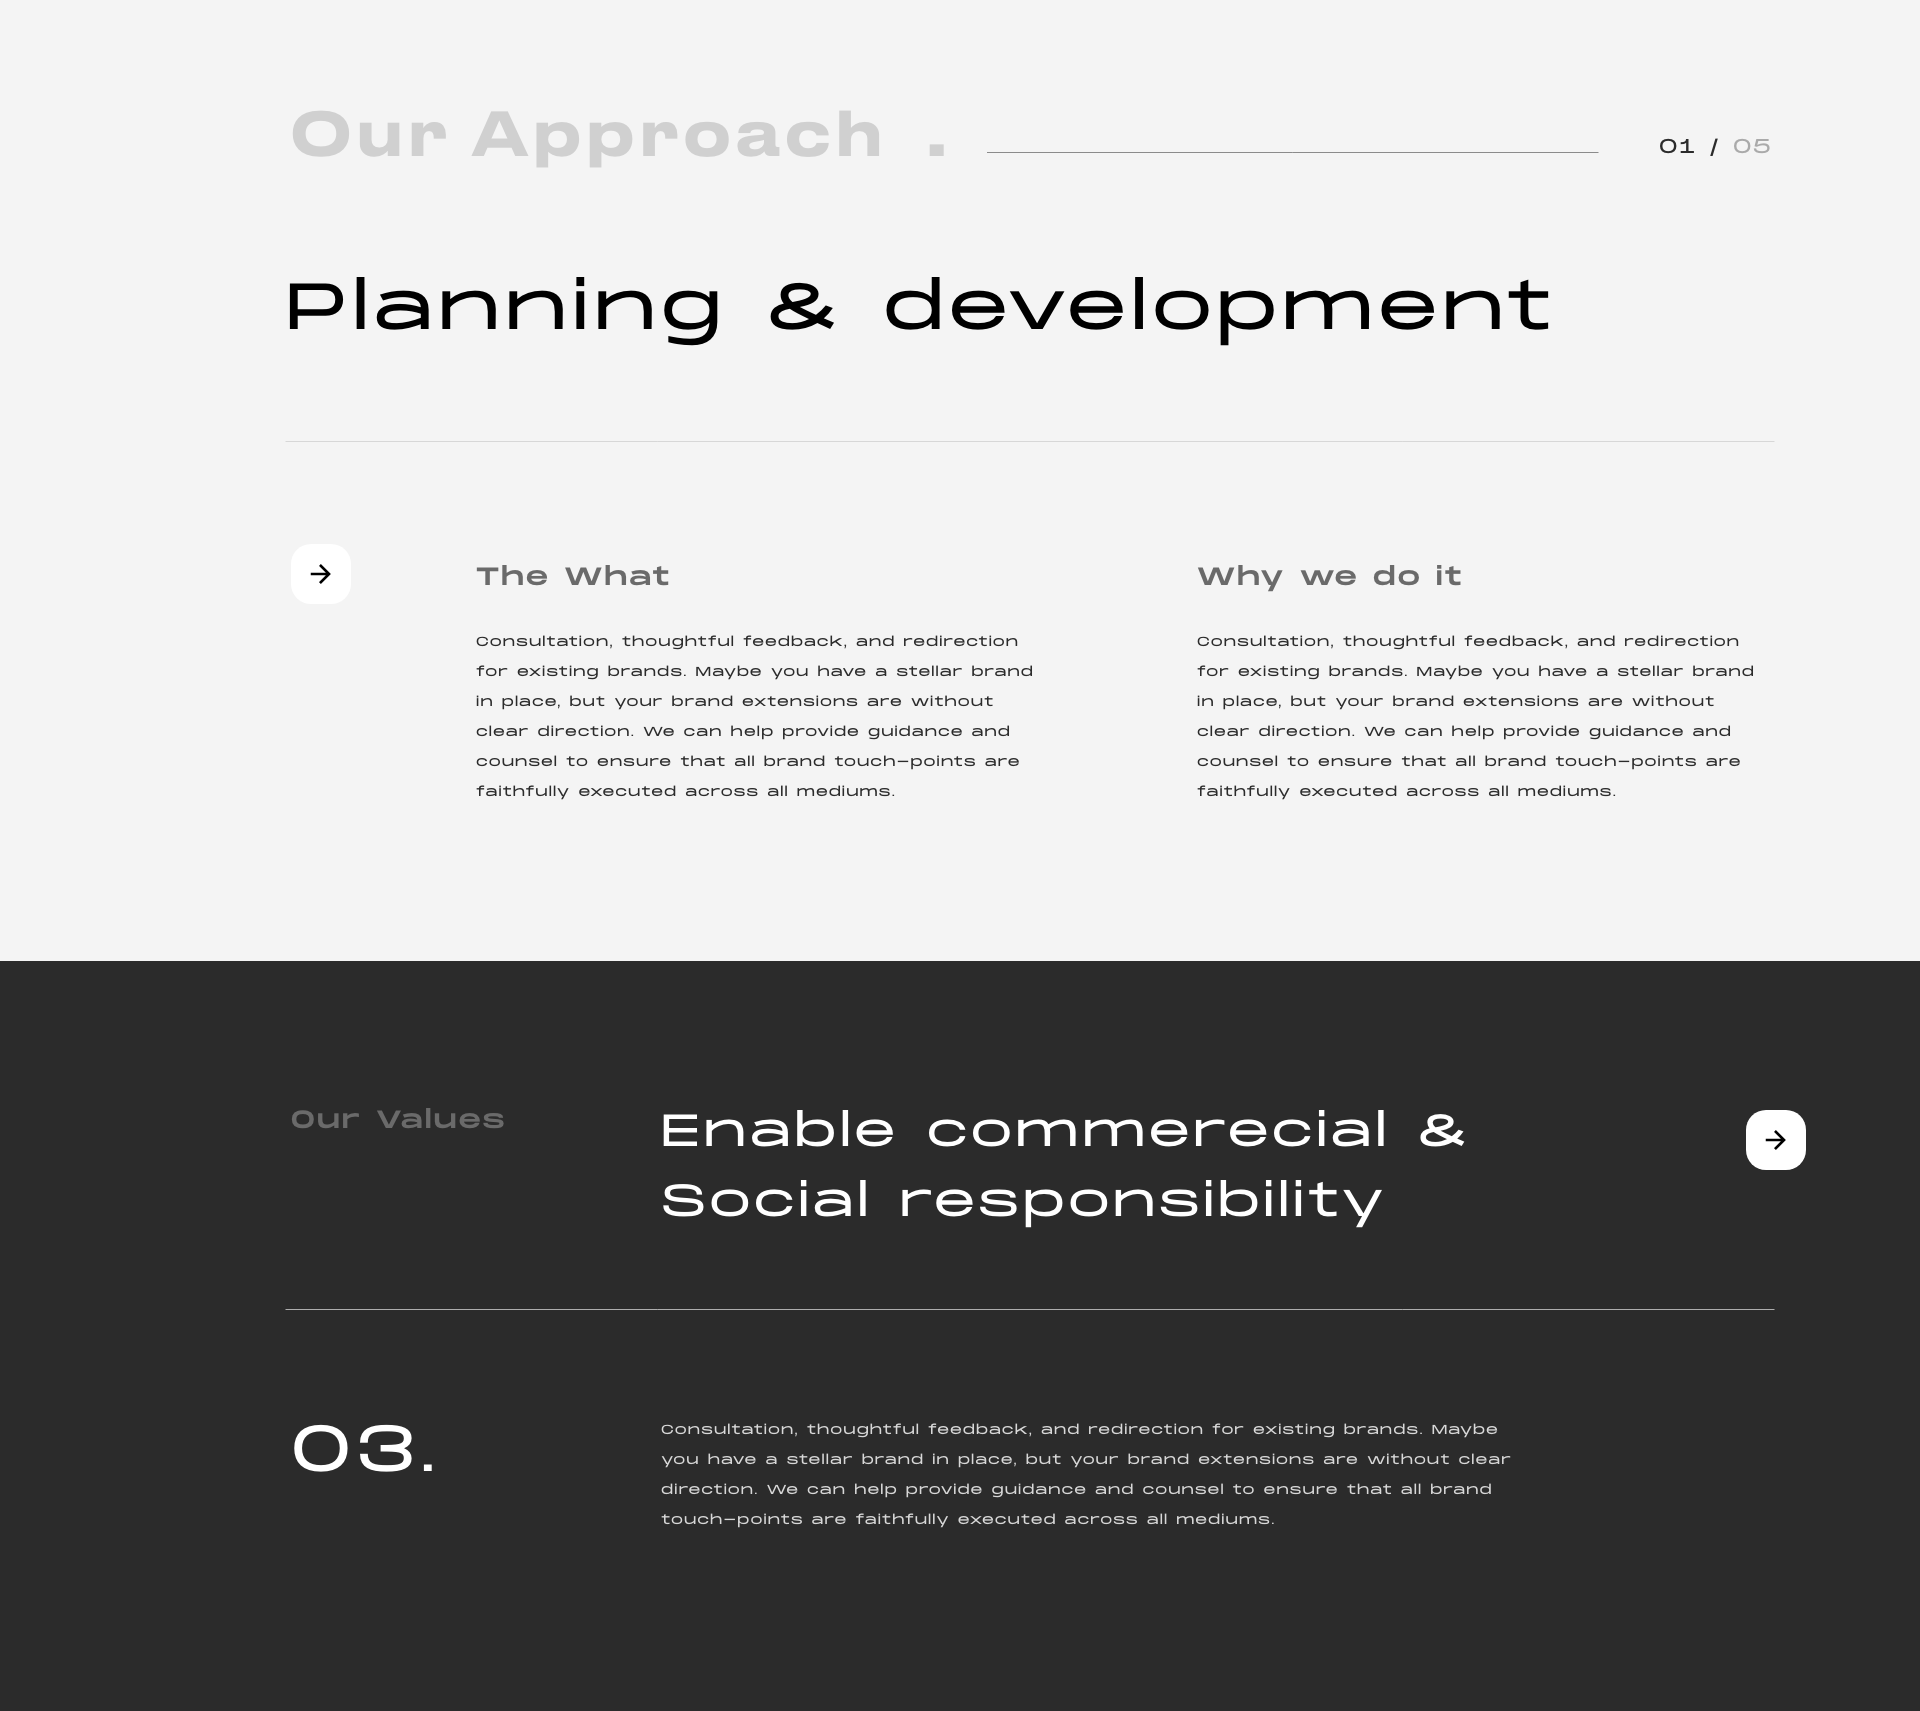 Our Approach .
01 / 05
Planning & development
The What
Consultation, thoughtful feedback, and redirection
for existing brands. Maybe you have a stellar brand
in place, but your brand extensions are without
clear direction. We can help provide guidance and
counsel to ensure that all brand touch-points are
faithfully executed across all mediums.
Why we do it
Consultation, thoughtful feedback, and redirection
for existing brands. Maybe you have a stellar brand
in place, but your brand extensions are without
clear direction. We can help provide guidance and
counsel to ensure that all brand touch-points are
faithfully executed across all mediums.
Our Values
Enable commerecial &
Social responsibility
03.
Consultation, thoughtful feedback, and redirection for existing brands. Maybe
you have a stellar brand in place, but your brand extensions are without clear
direction. We can help provide guidance and counsel to ensure that all brand
touch-points are faithfully executed across all mediums.